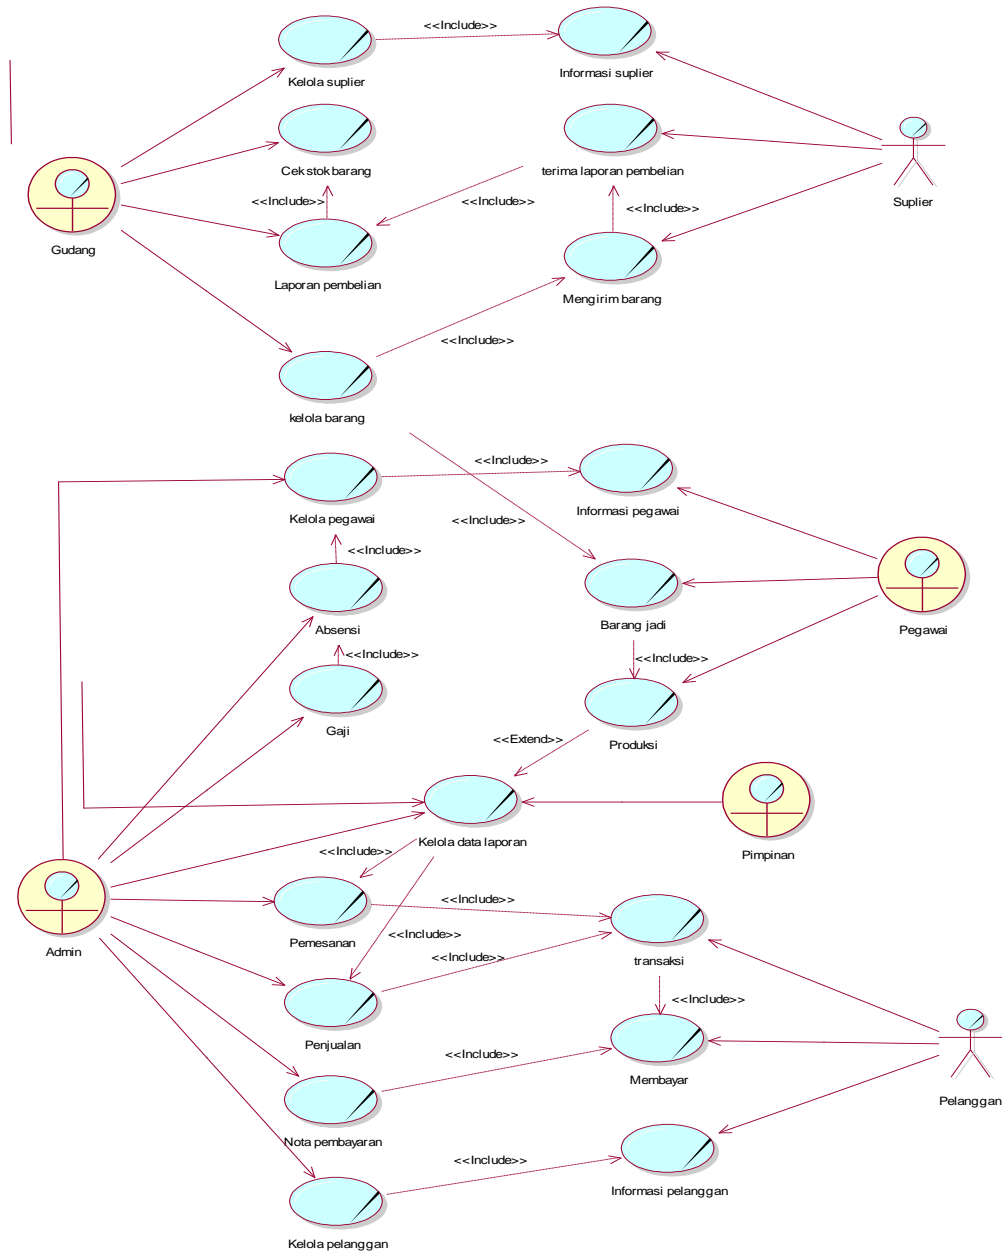 <<Include>>
Kelola suplier
Informasi suplier
Cek stok barang
terima laporan pembelian
<<Include>>
<<Include>>
<<Include>>
Suplier
Gudang
Laporan pembelian
Mengirim barang
<<Include>>
kelola barang
<<Include>>
Kelola pegawai
Informasi pegawai
<<Include>>
<<Include>>
Absensi
Barang jadi
Pegawai
<<Include>>
<<Include>>
Gaji
<<Extend>>
Produksi
Kelola data laporan
<<Include>>
Pimpinan
<<Include>>
Pemesanan
<<Include>>
Admin
<<Include>>
transaksi
<<Include>>
Penjualan
<<Include>>
Membayar
Pelanggan
Nota pembayaran
<<Include>>
Informasi pelanggan
Kelola pelanggan